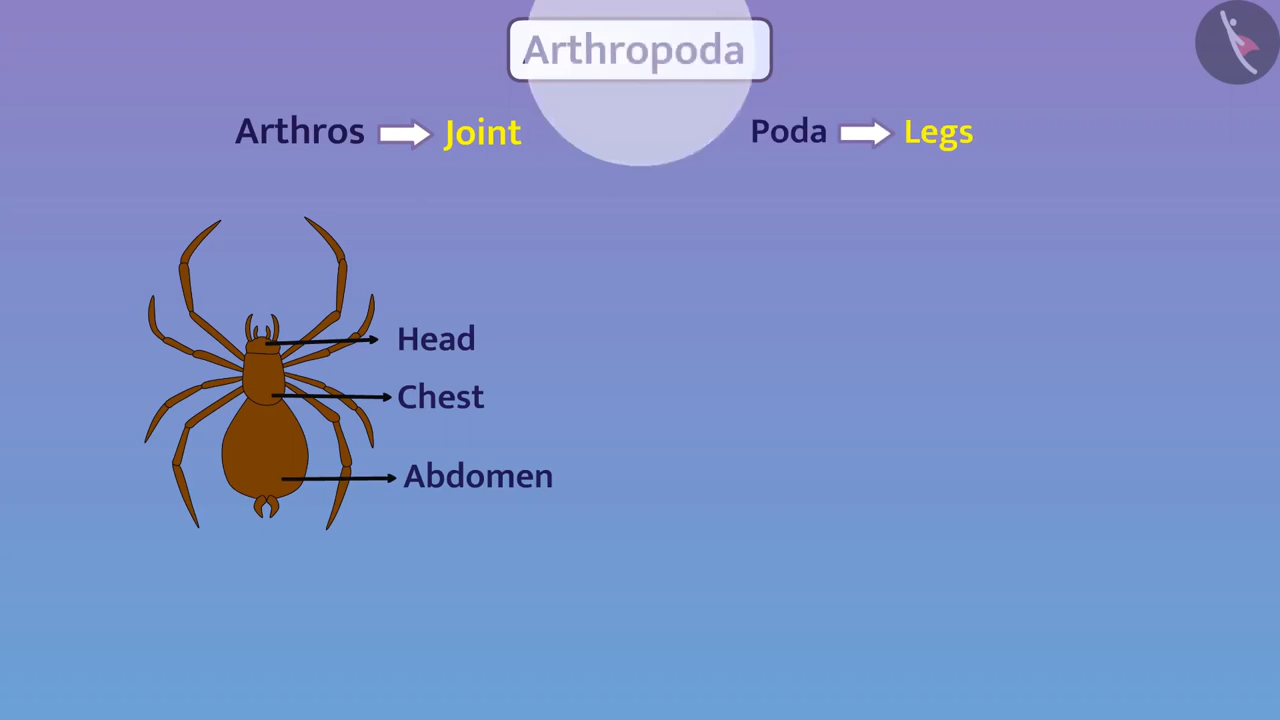 Arthropoda
Arthros Joint Poda Legs
Head
Chest
Abdomen